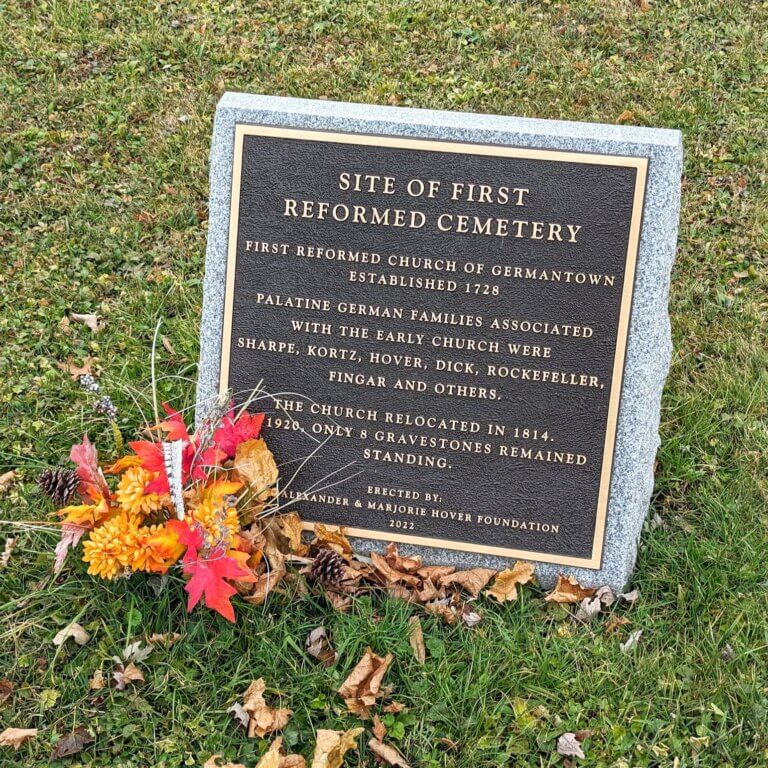 SITE OF FIRST
REFORMED CEMETERY
FIRST REFORMED CHURCH OF GERMANTOWN
ESTABLISHED 1728
PALATINE GERMAN FAMILIES ASSOCIATED
WITH THE EARLY CHURCH WERE
SHARPE, KORTZ, HOVER, DICK, ROCKEFELLER,
FINGAR AND OTHERS.
THE CHURCH RELOCATED IN 1814.
1920, ONLY 8 GRAVESTONES REMAINED
STANDING.
ERECTED BY:
ALEXANDER & MARJORIE HOVER FOUNDATION
2022